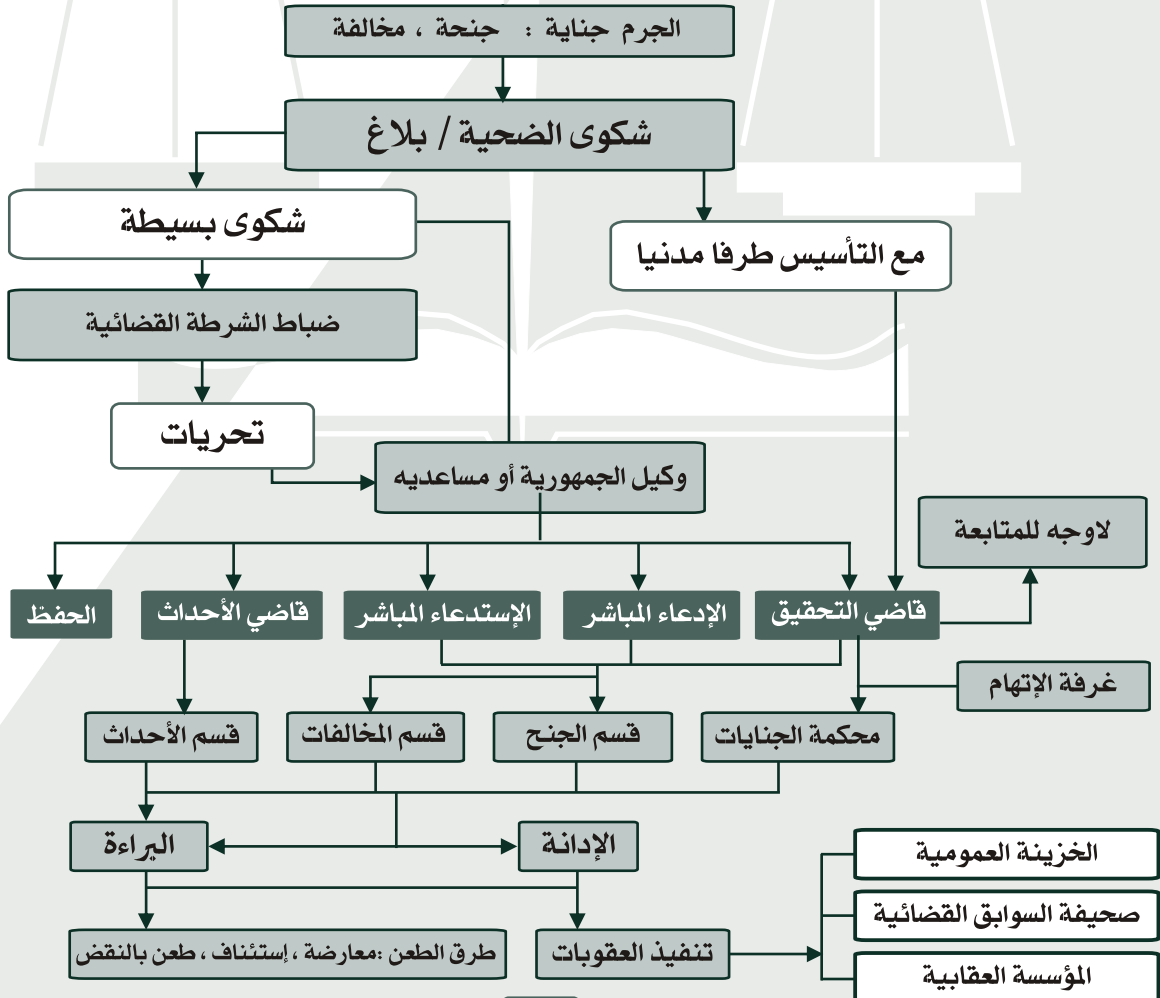 الجرم جناية : جنحة ، مخالفة
شكوى الضحية / بلاغ
شكوى بسيطة
مع التأسيس طرفا مدنيا
ضباط الشرطة القضائية
تحريات
وكيل الجمهورية أو مساعديه
لاوجه للمتابعة
قاضي التحقيق
الإدعاء المباشر
الإستدعاء المباشر
قاضي الأحداث
الحفظ
غرفة الإتهام
محكمة الجنايات
قسم الجنح
قسم المخالفات
قسم الأحداث
الإدانة
البراءة
الخزينة العمومية
صحيفة السوابق القضائية
المؤسسة العقابية
تنفيذ العقوبات
طرق الطعن :معارضة ، إستئناف ، طعن بالنقض